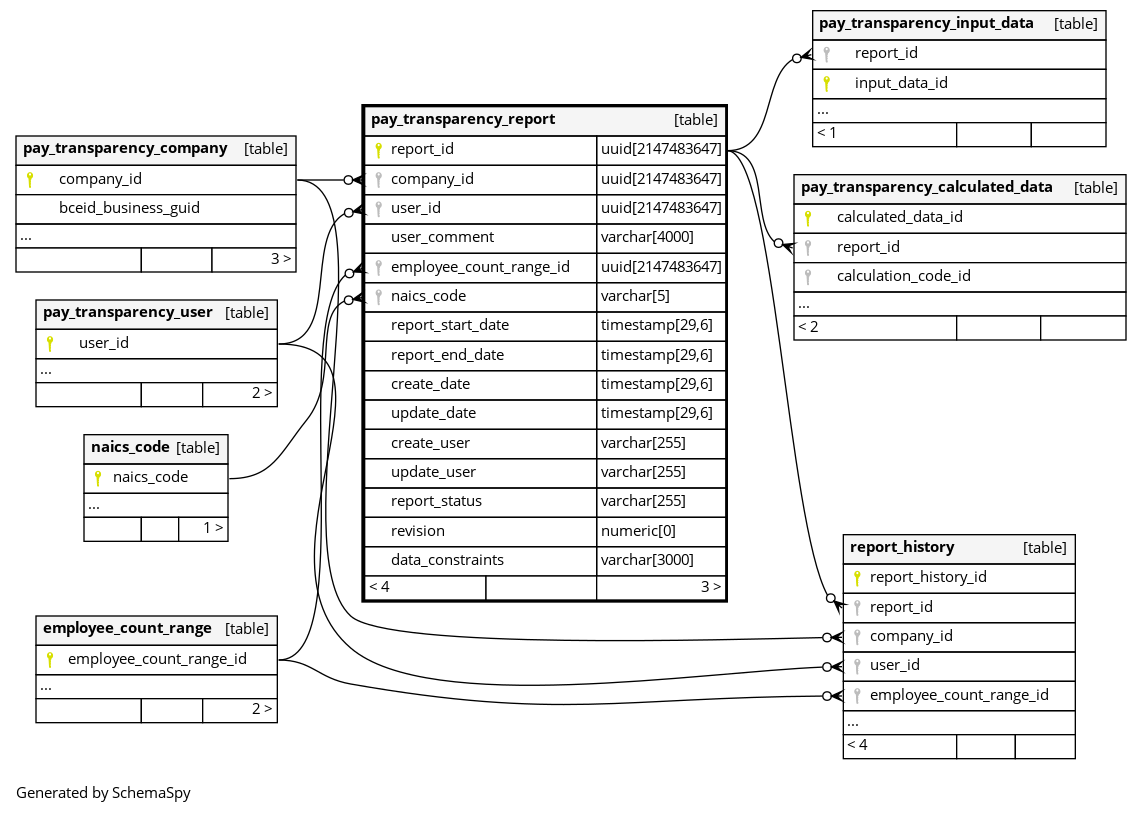 pay_transparency_input_data [table]
report_id
input_data_id
...
< 1
pay_transparency_report [table]
report_id uuid[2147483647]
company_id uuid[2147483647]
user_id uuid[2147483647]
user_comment varchar[4000]
employee_count_range_id uuid[2147483647]
naics_code varchar[5]
report_start_date timestamp[29,6]
report_end_date timestamp[29,6]
create_date timestamp[29,6]
update_date timestamp[29,6]
create_user varchar[255]
update_user varchar[255]
report_status varchar[255]
revision numeric[0]
data_constraints varchar[3000]
< 4 3 >
pay_transparency_company [table]
company_id
bceid_business_guid
...
3 >
pay_transparency_calculated_data [table]
calculated_data_id
report_id
calculation_code_id
...
< 2
pay_transparency_user [table]
user_id
...
2 >
naics_code [table]
naics_code
...
1 >
report_history [table]
report_history_id
report_id
company_id
user_id
employee_count_range_id
...
< 4
employee_count_range [table]
employee_count_range_id
...
2 >
Generated by SchemaSpy